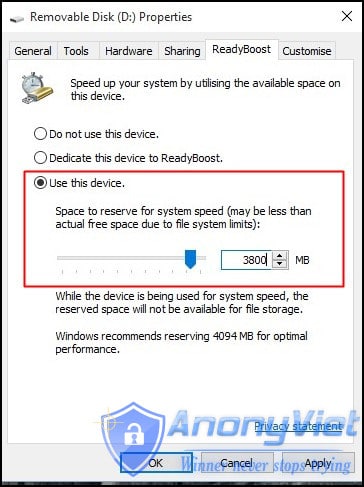 Removable Disk (D:) Properties
General Tools Hardware Sharing ReadyBoost Customise
Speed up your system by utilising the available space on
this device.
Do not use this device.
Dedicate this device to ReadyBoost.
Use this device.
Space to reserve for system speed (may be less than
actual free space due to file system limits):
3800 MB
While the device is being used for system speed, the
reserved space will not be available for file storage.
Windows recommends reserving 4094 MB for optimal
performance.
Privacy statement
AnonyViet
Winner never stops trying
OK Cancel Apply